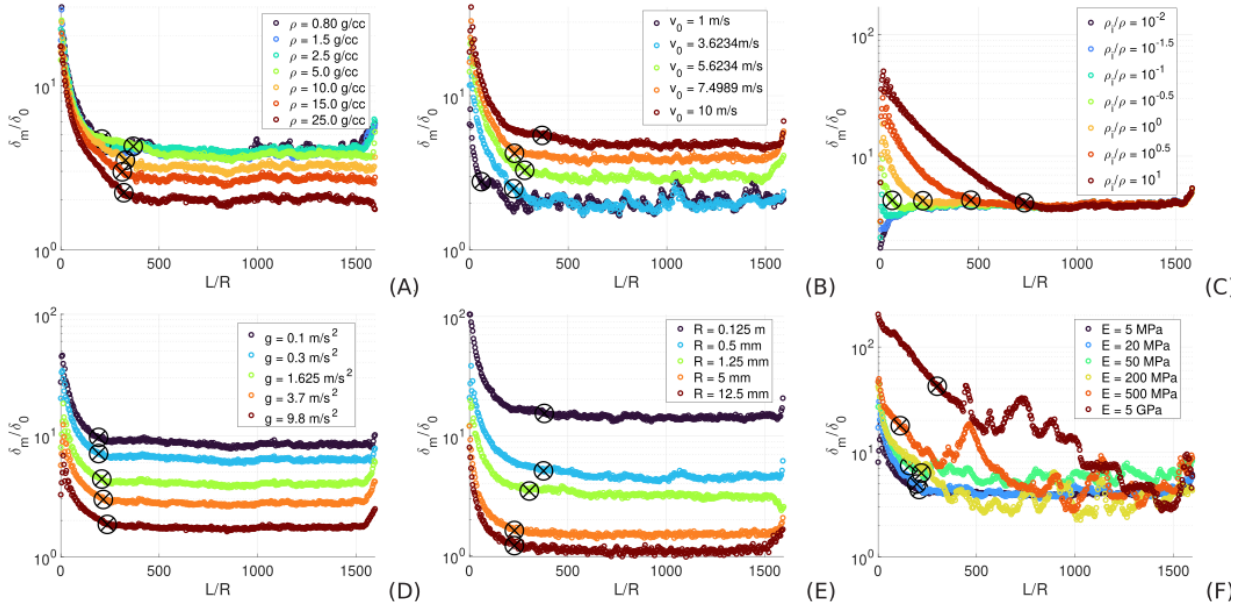 δm/δ0
10^1
10^0
ρ = 0.80 g/cc
ρ = 1.5 g/cc
ρ = 2.5 g/cc
ρ = 5.0 g/cc
ρ = 10.0 g/cc
ρ = 15.0 g/cc
ρ = 25.0 g/cc
0 500 1000 1500
L/R
(A)
δm/δ0
10^1
10^0
v0 = 1 m/s
v0 = 3.6234m/s
v0 = 5.6234 m/s
v0 = 7.4989 m/s
v0 = 10 m/s
0 500 1000 1500
L/R
(B)
δm/δ0
10^2
10^1
ρi/ρ = 10^-2
ρi/ρ 10^-1.5
ρi/ρ = 10^-1
ρi/ρ = 10^-0.5
ρi/ρ = 10^0
ρi/ρ = 10^0.5
ρi/ρ = 10^1
0 500 1000 1500
L/R
(C)
δm/δ0
10^2
10^1
10^0
g = 0.1 m/s^2
g = 0.3 m/s^2
g = 1.625 m/s^2
g = 3.7 m/s^2
g = 9.8 m/s^2
0 500 1000 1500
L/R
(D)
δm/δ0
10^2
10^1
10^0
R = 0.125 m
R = 0.5 mm
R = 1.25 mm
R = 5 mm
R = 12.5 mm
0 500 1000 1500
L/R
(E)
δm/δ0
10^2
10^1
10^0
E = 5 MPa
E = 20 MPa
E = 50 MPa
E = 200 MPa
E = 500 MPa
E = 5 GPa
0 500 1000 1500
L/R
(F)